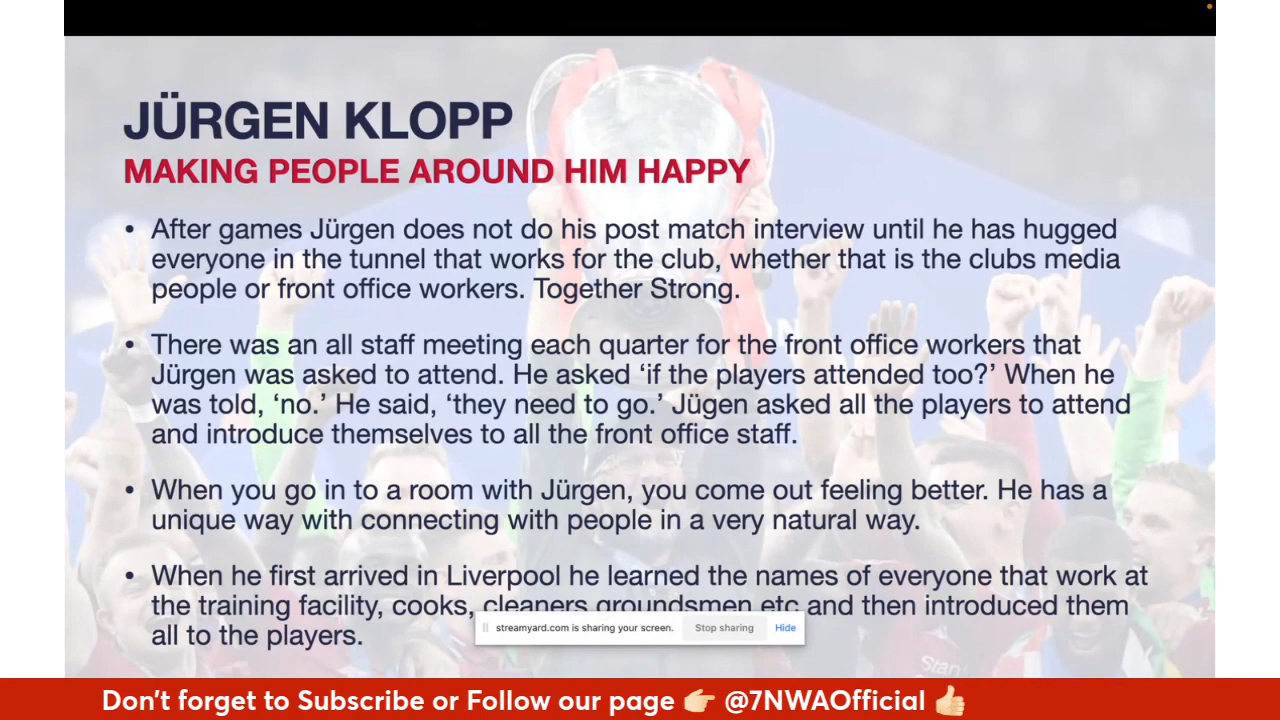 JÜRGEN KLOPP
MAKING PEOPLE AROUND HIM HAPPY
• After games Jürgen does not do his post match interview until he has hugged
everyone in the tunnel that works for the club, whether that is the clubs media
people or front office workers. Together Strong.
• There was an all staff meeting each quarter for the front office workers that
Jürgen was asked to attend. He asked ‘if the players attended too?’ When he
was told, ‘no.’ He said, ‘they need to go.’ Jügen asked all the players to attend
and introduce themselves to all the front office staff.
• When you go in to a room with Jürgen, you come out feeling better. He has a
unique way with connecting with people in a very natural way.
• When he first arrived in Liverpool he learned the names of everyone that work at
the training facility, cooks, cleaners groundsmen etc and then introduced them
all to the players.
streamyard.com is sharing your screen. Stop sharing Hide
Don't forget to Subscribe or Follow our page 👉🏼 @7NWAOfficial 👍🏼